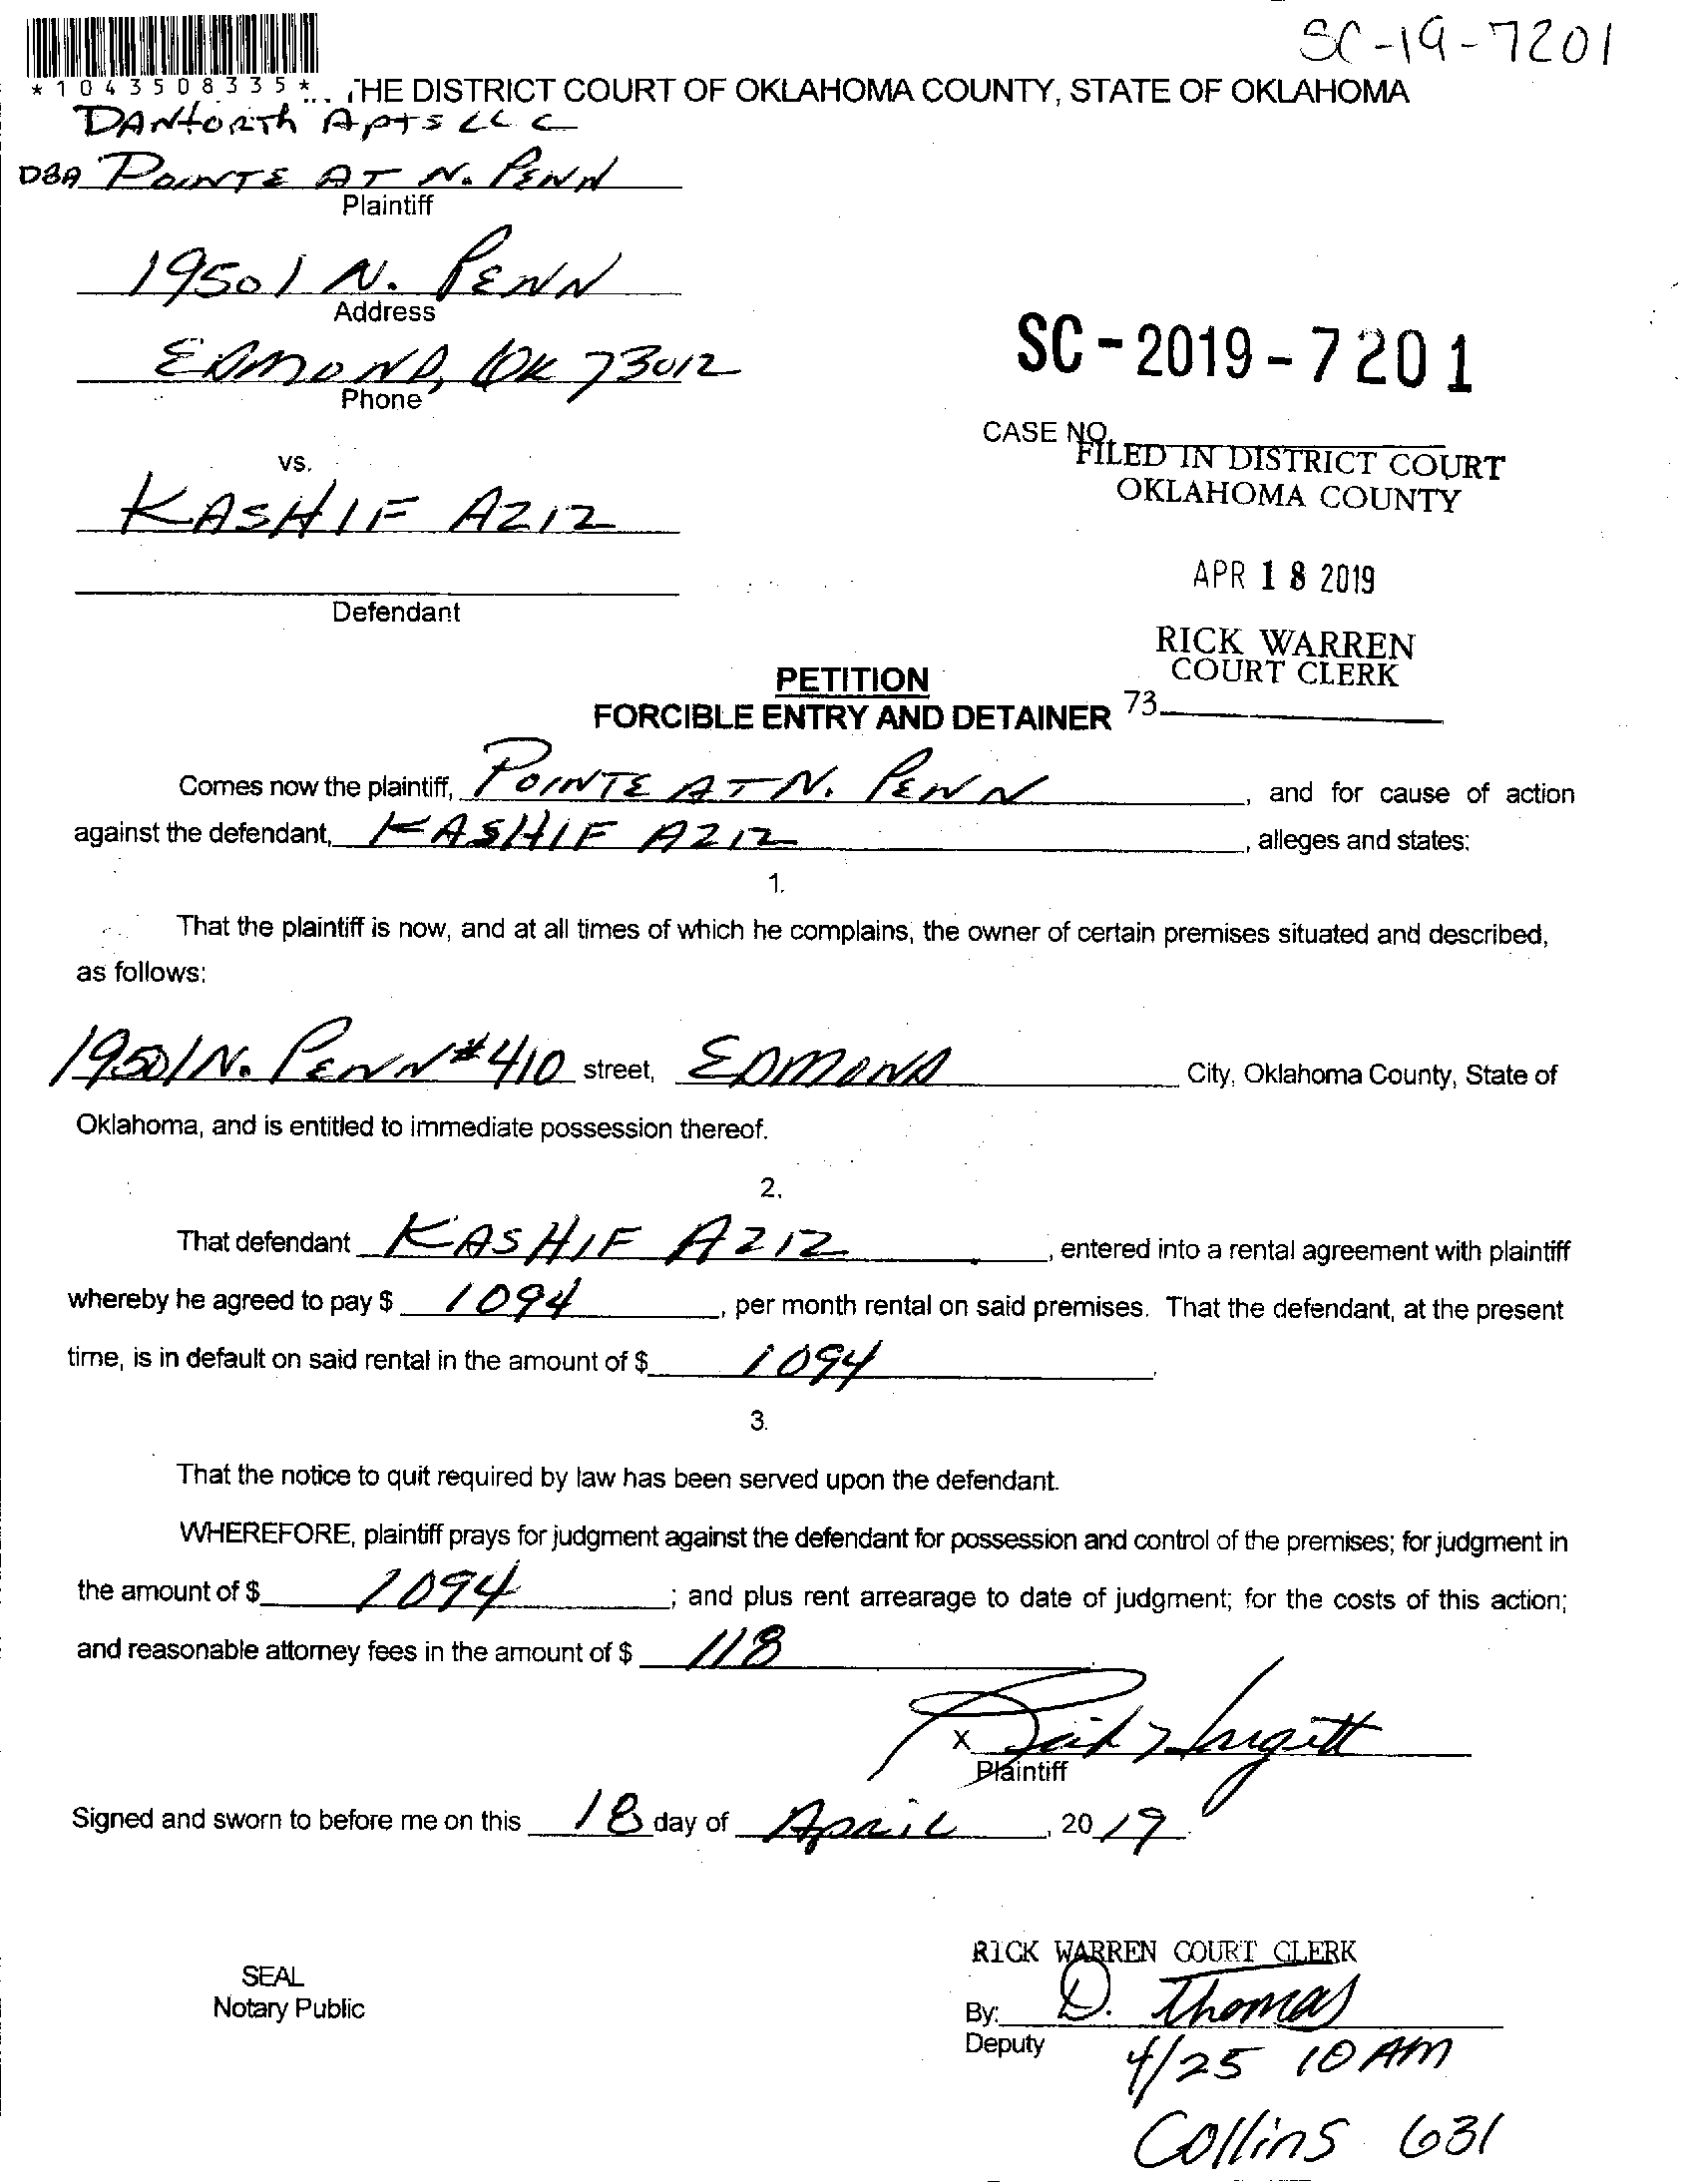 SC-19-7201
*1043508335*
THE DISTRICT COURT OF OKLAHOMA COUNTY, STATE OF OKLAHOMA
DANforth Apts LLC
DBA POINTE AT N. PENN
Plaintiff
19501 N. PENN
Address
EDMOND, OK 73012
Phone
SC-2019-7201
CASE NO.
FILED IN DISTRICT COURT
OKLAHOMA COUNTY
vs.
KASHIF AZIZ
APR 18 2019
Defendant
RICK WARREN
COURT CLERK
73
PETITION
FORCIBLE ENTRY AND DETAINER
Comes now the plaintiff, POINTE AT N. PENN, and for cause of action
against the defendant, KASHIF AZIZ, alleges and states:
1.
That the plaintiff is now, and at all times of which he complains, the owner of certain premises situated and described,
as follows:
19501 N. PENN #410 street, EDMOND City, Oklahoma County, State of
Oklahoma, and is entitled to immediate possession thereof.
2.
That defendant KASHIF AZIZ, entered into a rental agreement with plaintiff
whereby he agreed to pay $ 1094, per month rental on said premises. That the defendant, at the present
time, is in default on said rental in the amount of $ 1094.
3.
That the notice to quit required by law has been served upon the defendant.
WHEREFORE, plaintiff prays for judgment against the defendant for possession and control of the premises; for judgment in
the amount of $ 1094; and plus rent arrearage to date of judgment; for the costs of this action;
and reasonable attorney fees in the amount of $ 118
X
Plaintiff
Signed and sworn to before me on this 18 day of April, 2019.
RICK WARREN COURT CLERK
SEAL
Notary Public
By: D. Thomas
Deputy
4/25 10 AM
Collins 631